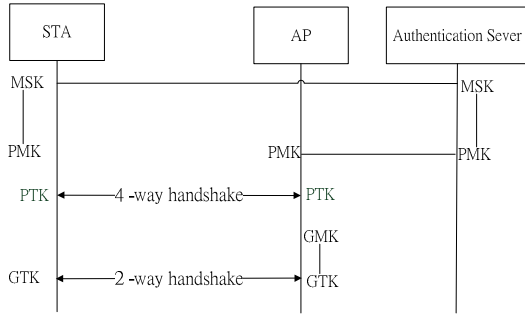 STA
AP
Authentication Sever
MSK
MSK
PMK
PMK
PMK
PTK
4 -way handshake
PTK
GMK
GTK
2 -way handshake
GTK